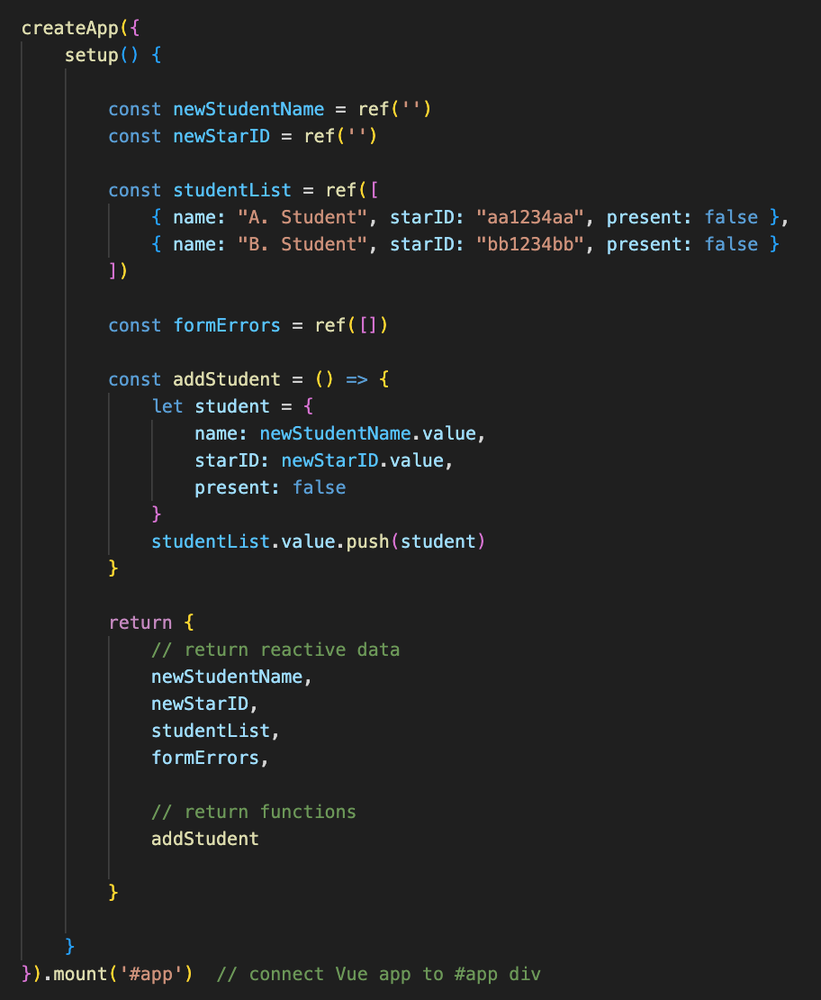 createApp({
    setup() {

        const newStudentName = ref('')
        const newStarID = ref('')

        const studentList = ref([
            { name: "A. Student", starID: "aa1234aa", present: false },
            { name: "B. Student", starID: "bb1234bb", present: false }
        ])

        const formErrors = ref([])

        const addStudent = () => {
            let student = {
                name: newStudentName.value,
                starID: newStarID.value,
                present: false
            }
            studentList.value.push(student)
        }

        return {
            // return reactive data
            newStudentName,
            newStarID,
            studentList,
            formErrors,

            // return functions
            addStudent

        }

    }
}).mount('#app')  // connect Vue app to #app div